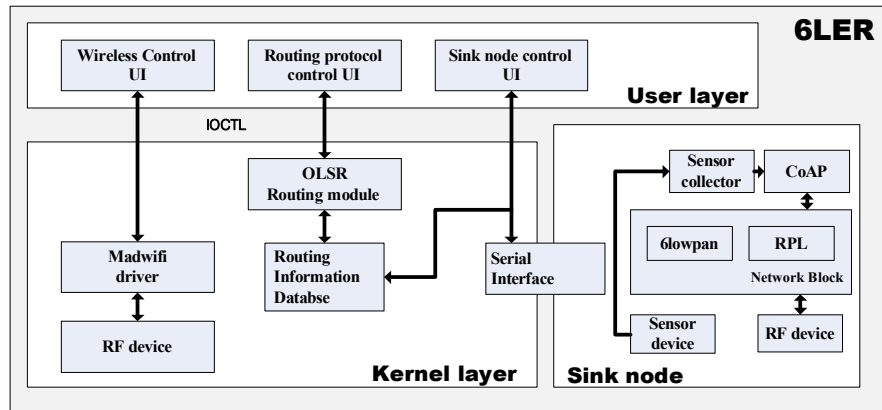 6LER
Wireless Control
UI
Routing protocol
control UI
Sink node control
UI
User layer
IOCTL
OLSR
Routing module
Madwifi
driver
Routing
Information
Databse
Serial
Interface
RF device
Kernel layer
Sensor
collector
CoAP
6lowpan
RPL
Network Block
Sensor
device
RF device
Sink node